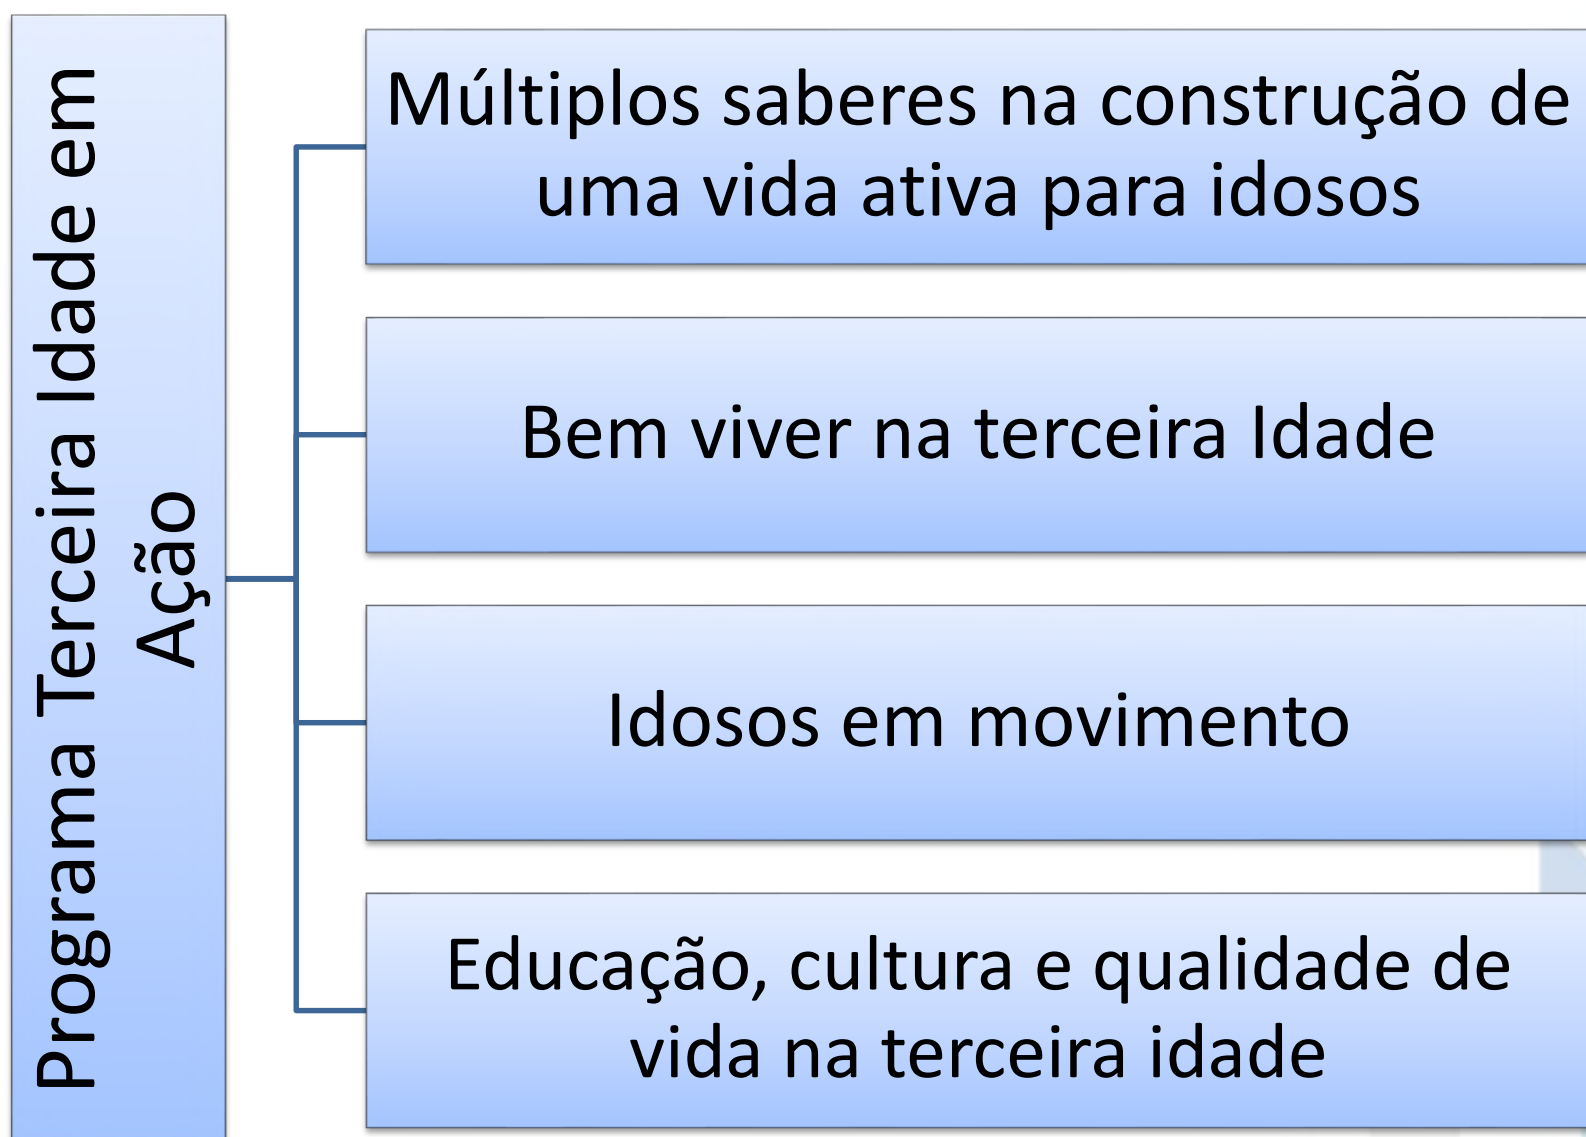 Programa Terceira Idade em
Ação
Múltiplos saberes na construção de
uma vida ativa para idosos
Bem viver na terceira Idade
Idosos em movimento
Educação, cultura e qualidade de
vida na terceira idade